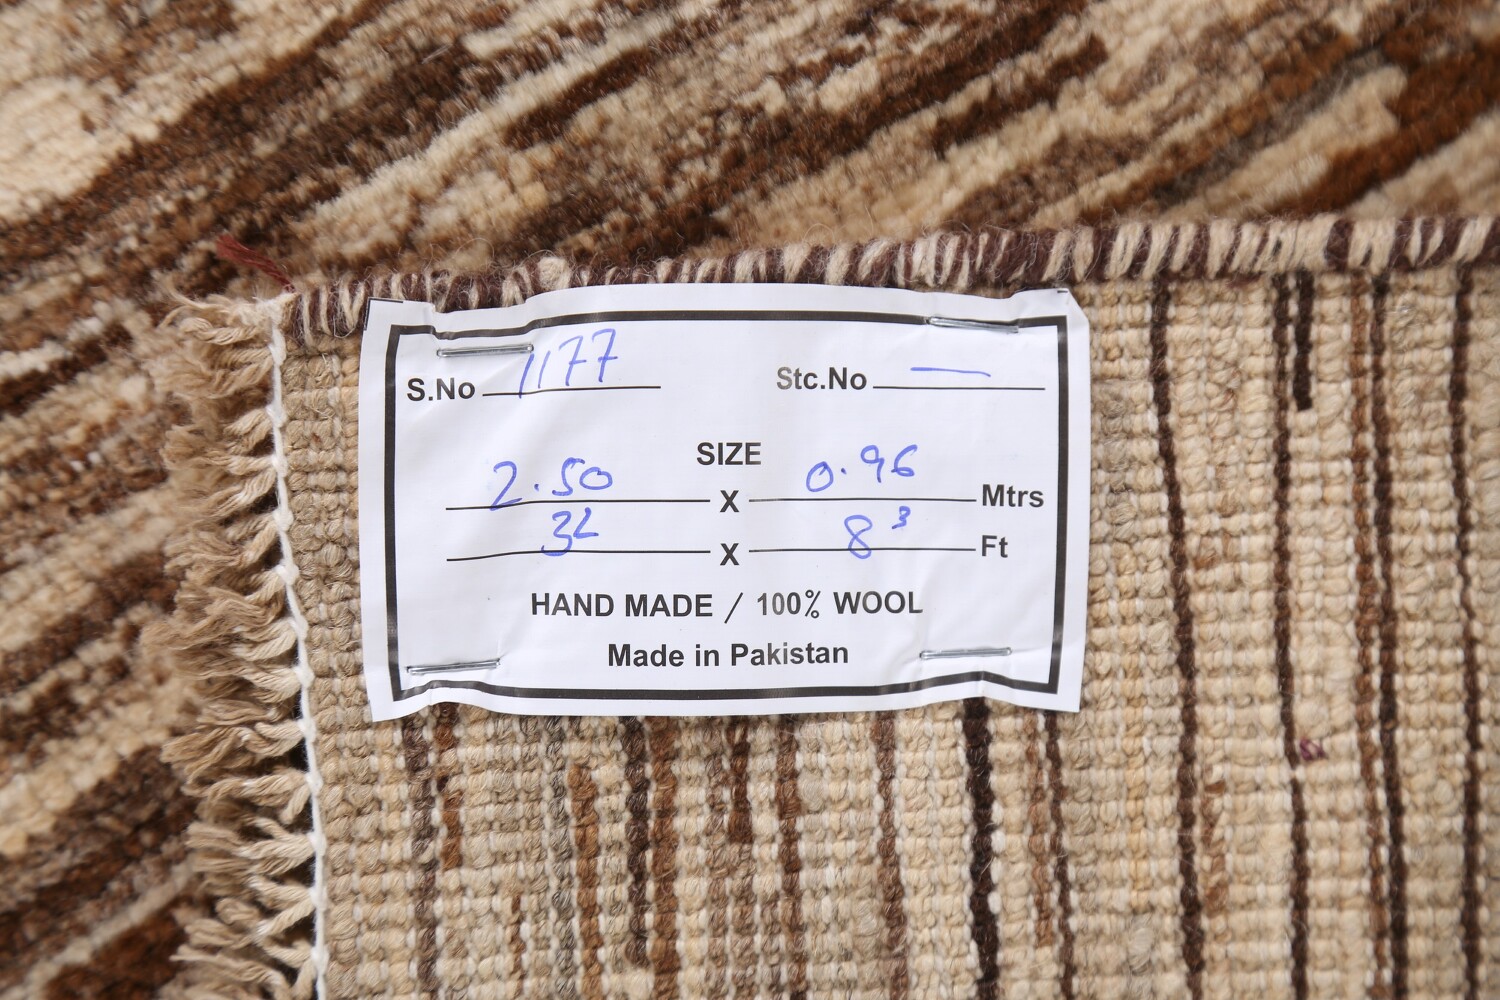 S.No 1177 Stc.No —
SIZE
2.50 X 0.96 Mtrs
3² X 8³ Ft
HAND MADE / 100% WOOL
Made in Pakistan